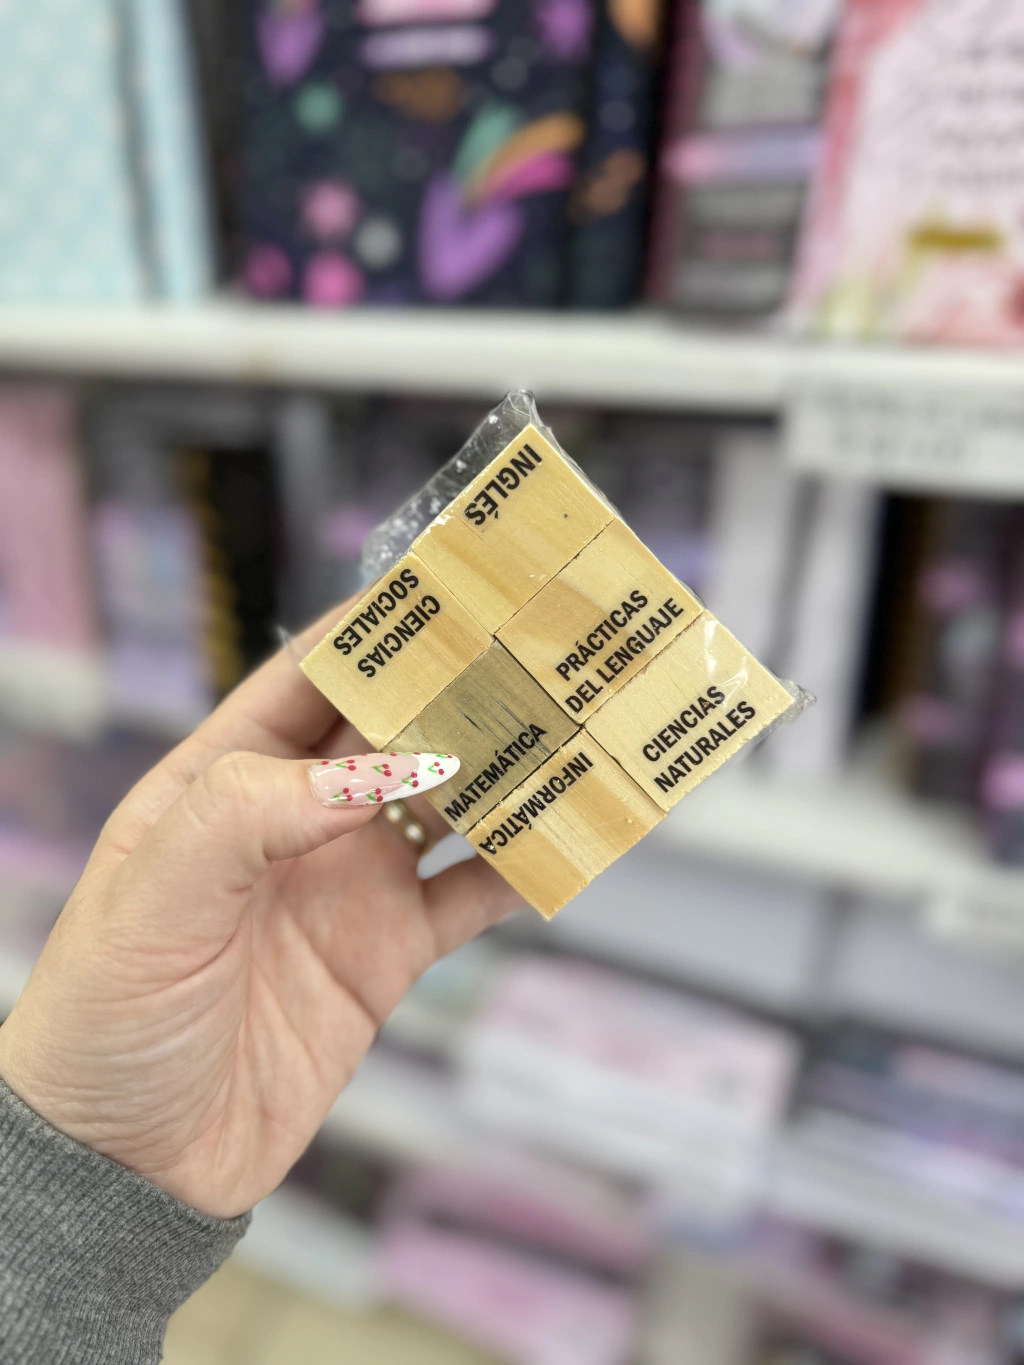 INGLÉS
CIENCIAS
SOCIALES
PRÁCTICAS
DEL LENGUAJE
MATEMÁTICA
CIENCIAS
NATURALES
INFORMÁTICA